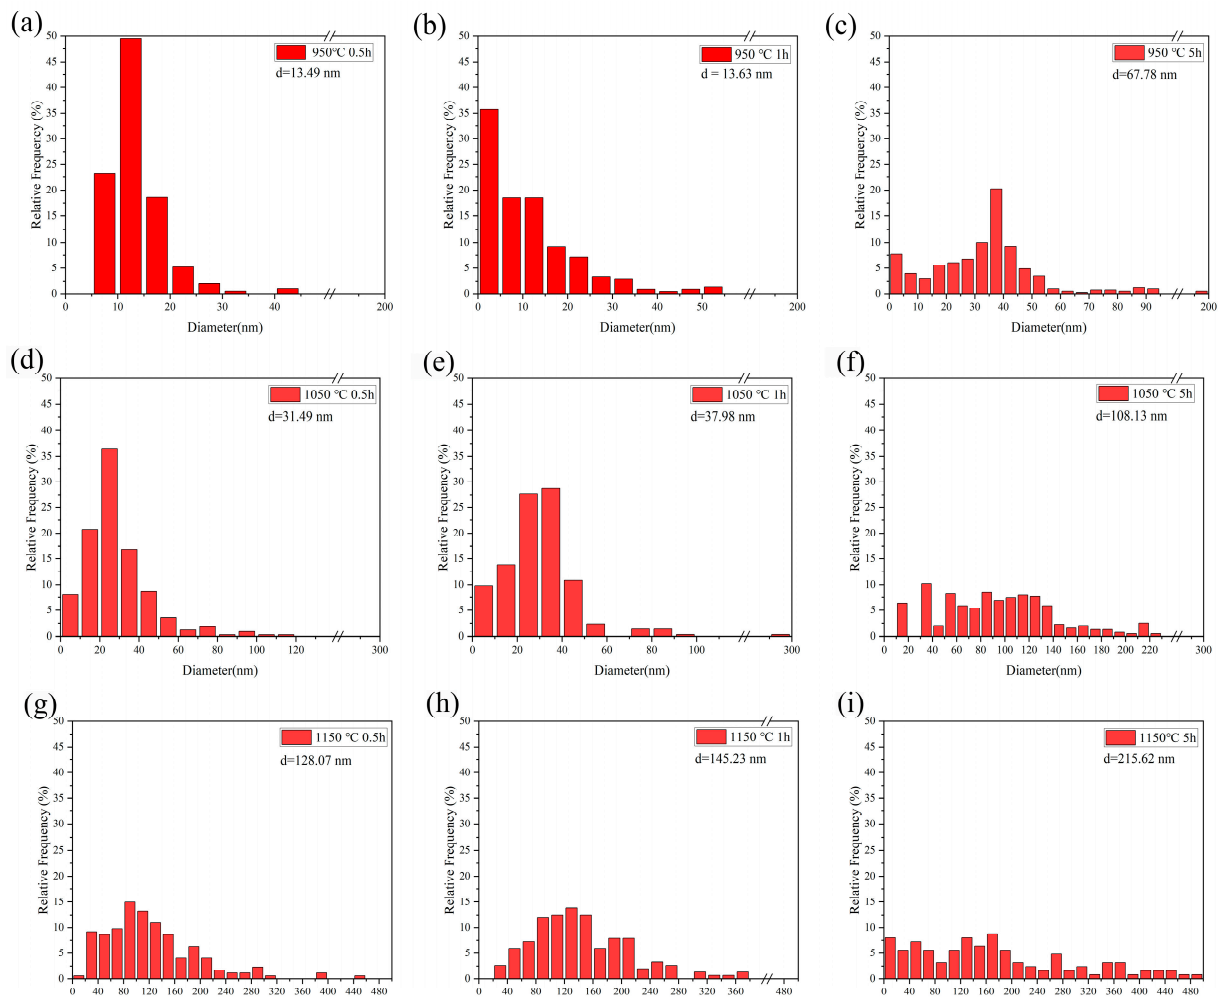 (a)
50
45
40
35
30
25
20
15
10
5
0
Relative Frequency (%)
950℃ 0.5h
d=13.49 nm
0 10 20 30 40 200
Diameter(nm)
(b)
50
45
40
35
30
25
20
15
10
5
0
Relative Frequency (%)
950 ℃ 1h
d = 13.63 nm
0 10 20 30 40 50 200
Diameter(nm)
(c)
50
45
40
35
30
25
20
15
10
5
0
Relative Frequency (%)
950 ℃ 5h
d=67.78 nm
0 10 20 30 40 50 60 70 80 90 200
Diameter(nm)
(d)
50
45
40
35
30
25
20
15
10
5
0
Relative Frequency (%)
1050 ℃ 0.5h
d=31.49 nm
0 20 40 60 80 100 120 300
Diameter(nm)
(e)
50
45
40
35
30
25
20
15
10
5
0
Relative Frequency (%)
1050 ℃ 1h
d=37.98 nm
0 20 40 60 80 100 300
Diameter(nm)
(f)
50
45
40
35
30
25
20
15
10
5
0
Relative Frequency (%)
1050 ℃ 5h
d=108.13 nm
0 20 40 60 80 100 120 140 160 180 200 220 300
Diameter(nm)
(g)
50
45
40
35
30
25
20
15
10
5
0
Relative Frequency (%)
1150 ℃ 0.5h
d=128.07 nm
0 40 80 120 160 200 240 280 320 360 400 440 480
(h)
50
45
40
35
30
25
20
15
10
5
0
Relative Frequency (%)
1150 ℃ 1h
d=145.23 nm
0 40 80 120 160 200 240 280 320 360 480
(i)
50
45
40
35
30
25
20
15
10
5
0
Relative Frequency (%)
1150℃ 5h
d=215.62 nm
0 40 80 120 160 200 240 280 320 360 400 440 480